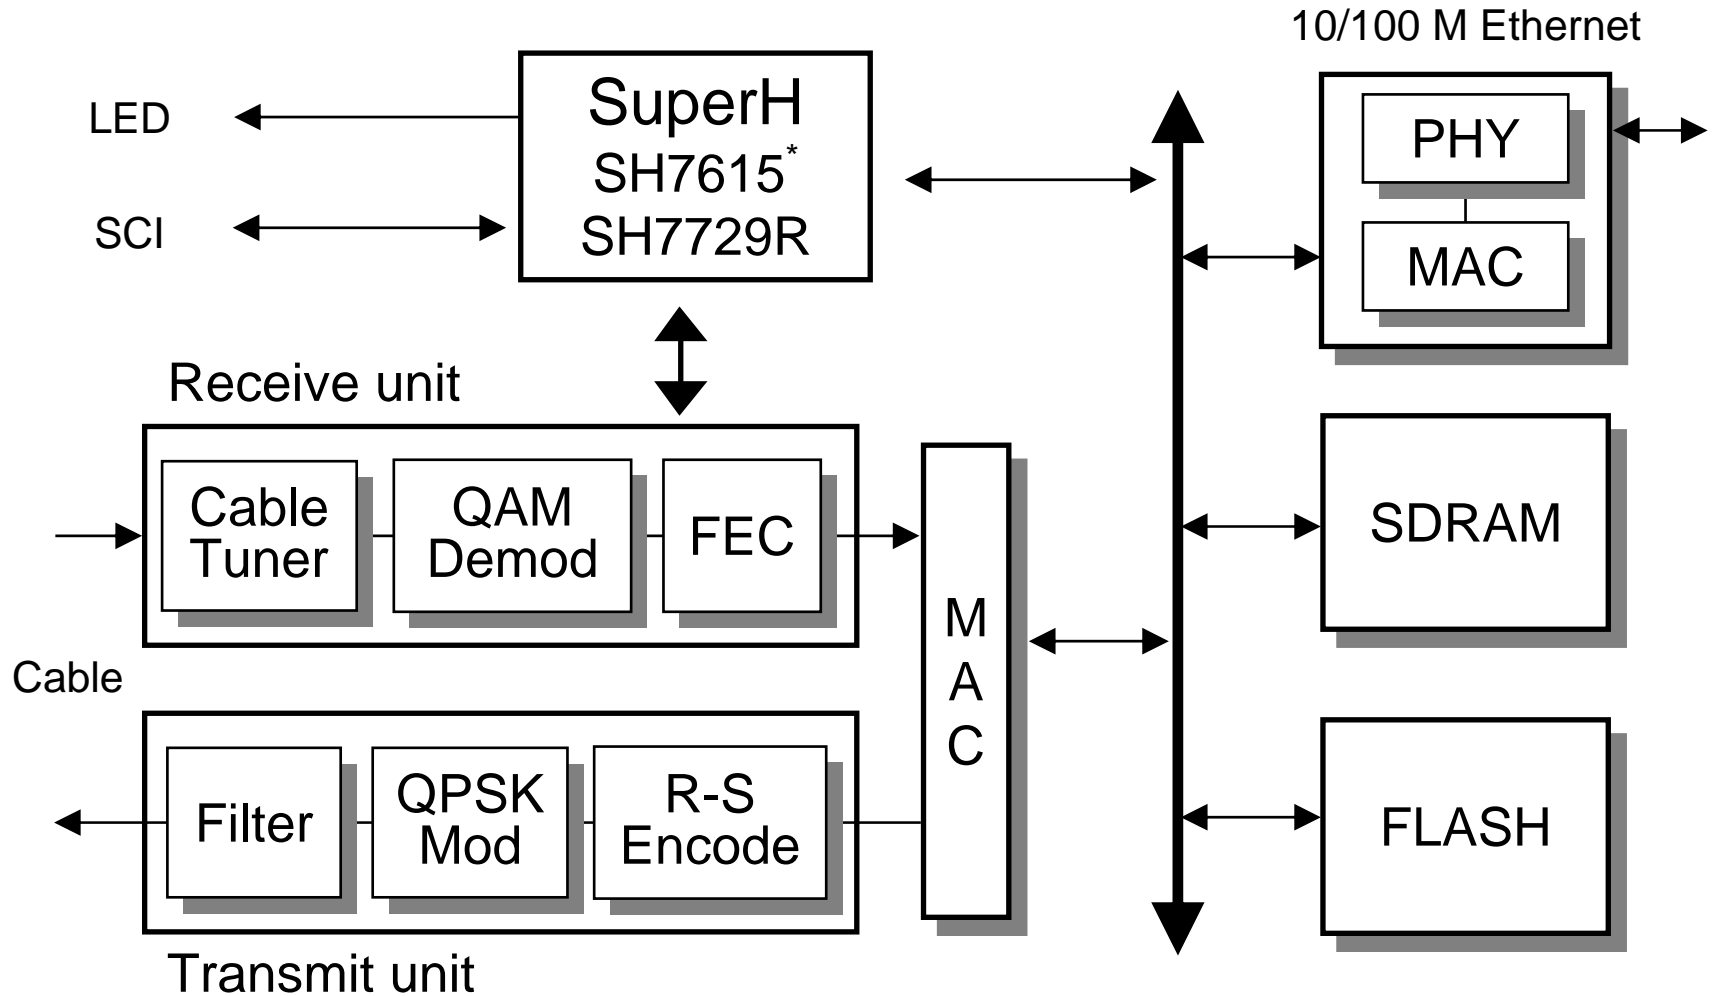 10/100 M Ethernet
LED
SuperH
SH7615*
SH7729R
SCI
PHY
MAC
Receive unit
Cable
Tuner
QAM
Demod
FEC
SDRAM
M
A
C
Cable
Filter
QPSK
Mod
R-S
Encode
FLASH
Transmit unit